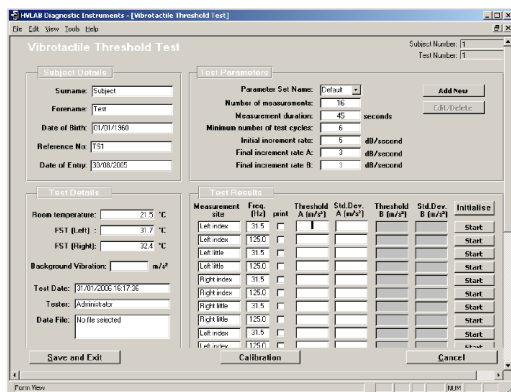 HVLAB Diagnostic Instruments - [Vibrotactile Threshold Test]
File Edit View Tools Help
Vibrotactile Threshold Test
Subject Number: 1
Test Number: 1
Subject Details
Surname: Subject
Forename: Test
Date of Birth: 01/01/1960
Reference No: TS1
Date of Entry: 30/08/2005
Test Parameters
Parameter Set Name: Default
Number of measurements: 16
Measurement duration: 45 seconds
Minimum number of test cycles: 6
Initial increment rate: 5 dB/second
Final increment rate A: 3 dB/second
Final increment rate B: 3 dB/second
Add New
Edit/Delete
Test Details
Room temperature: 21.5 °C
FST (Left) : 31.7 °C
FST (Right): 32.4 °C
Background Vibration: m/s²
Test Date: 31/01/2006 16:17:36
Tester: Administrator
Data File: No file selected
Test Results
Measurement site Freq. (Hz) print Threshold A (m/s²) Std.Dev. A (m/s²) Threshold B (m/s²) Std.Dev. B (m/s²) Initialise
Left index 31.5 Start
Left index 125.0 Start
Left little 31.5 Start
Left little 125.0 Start
Right index 31.5 Start
Right index 125.0 Start
Right little 31.5 Start
Right little 125.0 Start
Left index 31.5 Start
Left index 125.0 Start
Save and Exit
Calibration
Cancel
Form View
NUM